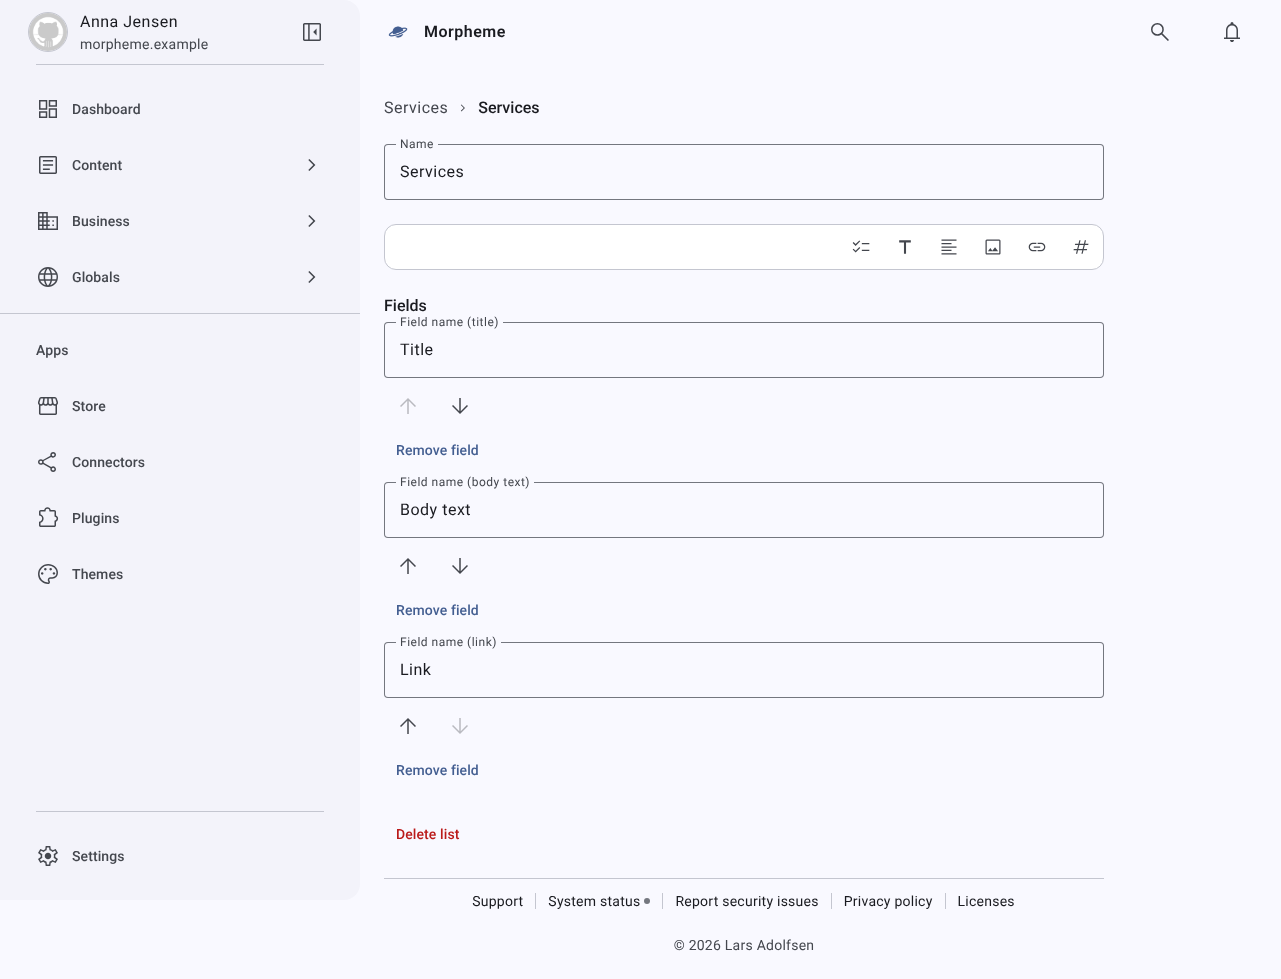 Anna Jensen
morpheme.example
Dashboard
Content
Business
Globals
Apps
Store
Connectors
Plugins
Themes
Settings
Morpheme
Services › Services
Name
Services
Fields
Field name (title)
Title
Remove field
Field name (body text)
Body text
Remove field
Field name (link)
Link
Remove field
Delete list
Support System status Report security issues Privacy policy Licenses
© 2026 Lars Adolfsen